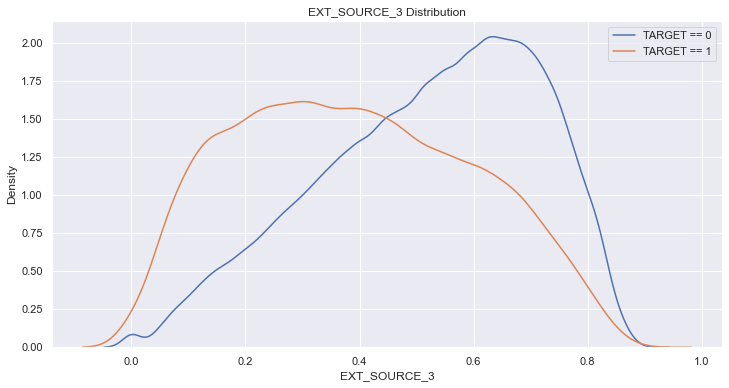 EXT_SOURCE_3 Distribution
TARGET == 0
TARGET == 1
2.00
1.75
1.50
1.25
1.00
0.75
0.50
0.25
0.00
Density
0.0 0.2 0.4 0.6 0.8 1.0
EXT_SOURCE_3